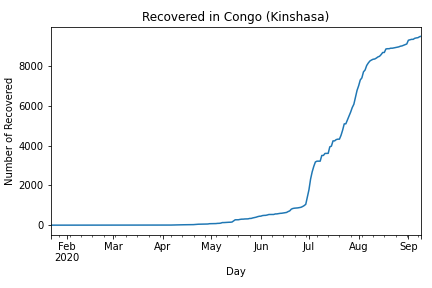 Recovered in Congo (Kinshasa)
Number of Recovered
8000
6000
4000
2000
0
Feb Mar Apr May Jun Jul Aug Sep
2020
Day